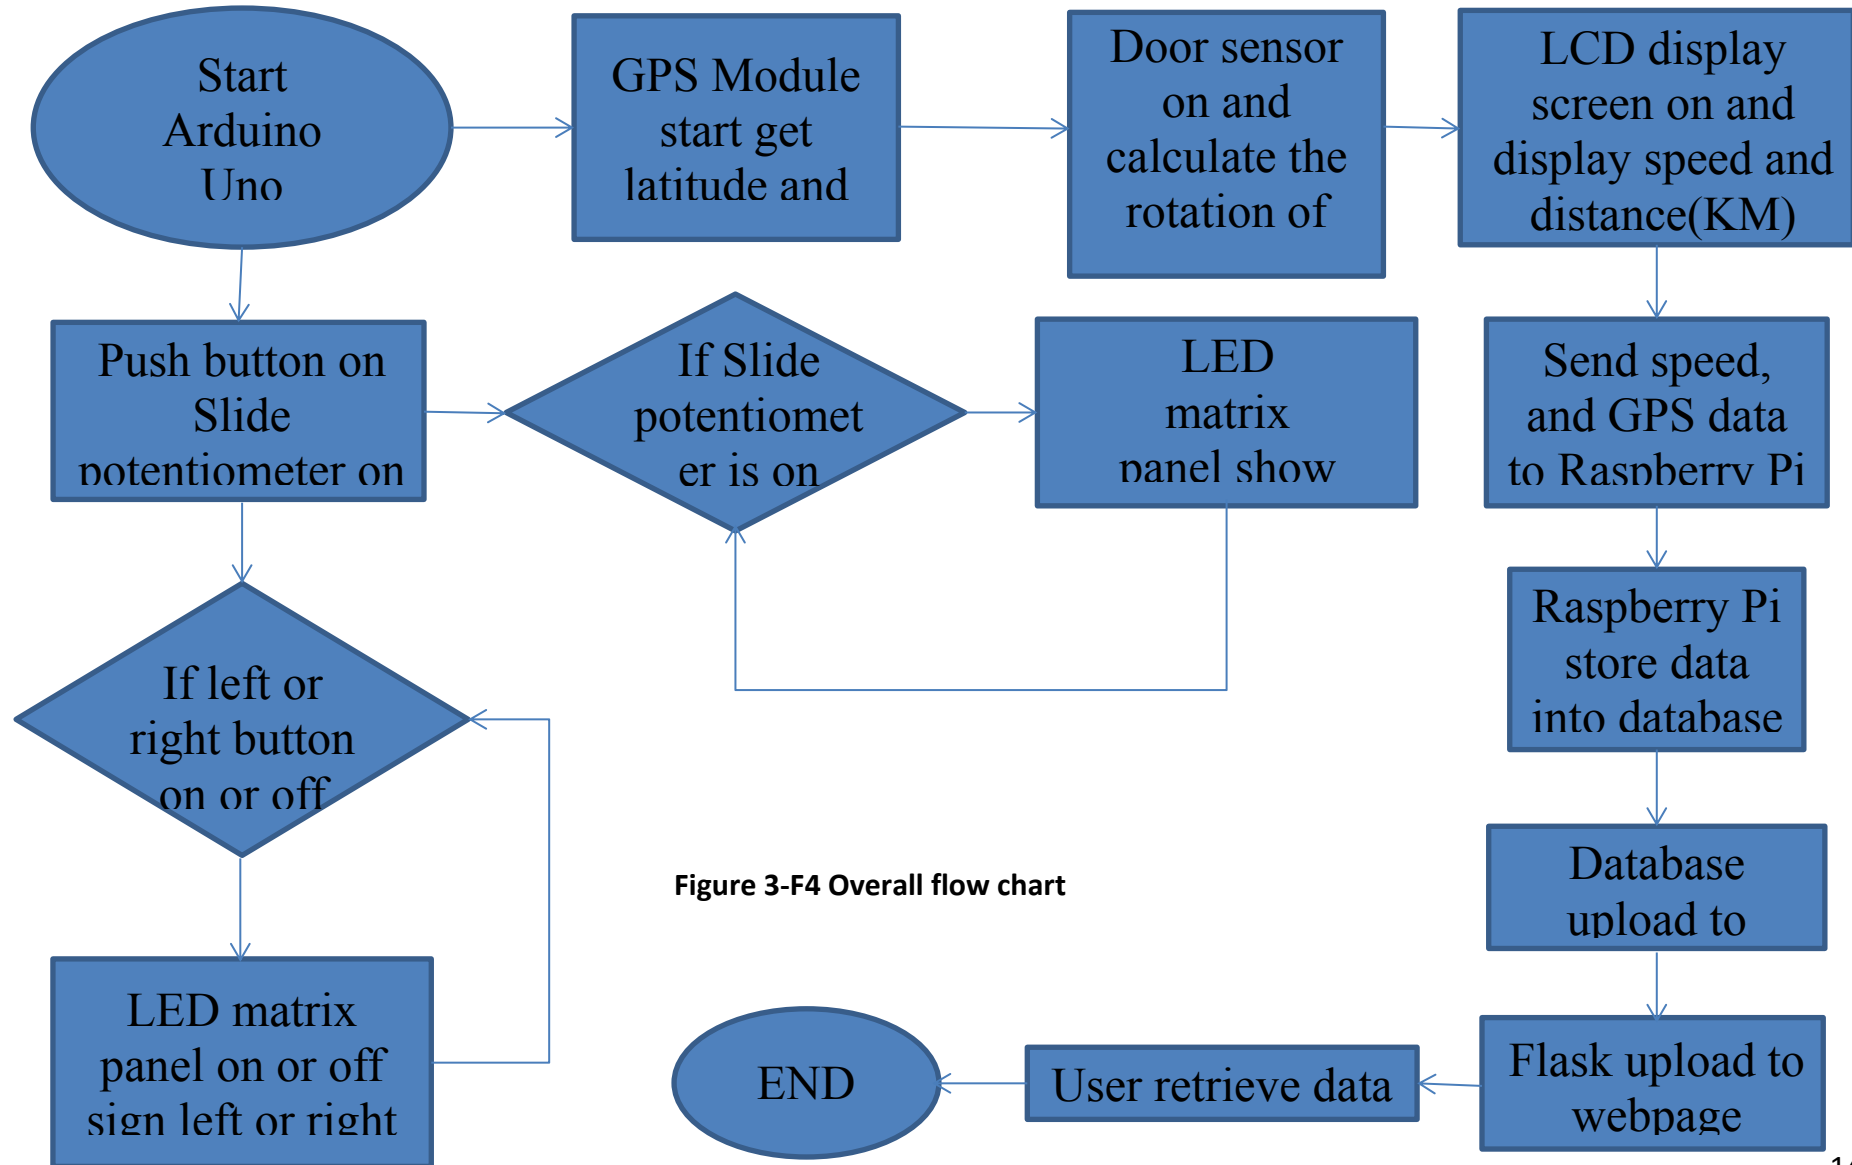 Start
Arduino
Uno
GPS Module
start get
latitude and
Door sensor
on and
calculate the
rotation of
LCD display
screen on and
display speed and
distance(KM)
Push button on
Slide
potentiometer on
If Slide
potentiomet
er is on
LED
matrix
panel show
Send speed,
and GPS data
to Raspberry Pi
If left or
right button
on or off
Raspberry Pi
store data
into database
Figure 3-F4 Overall flow chart
Database
upload to
LED matrix
panel on or off
sign left or right
END
User retrieve data
Flask upload to
webpage